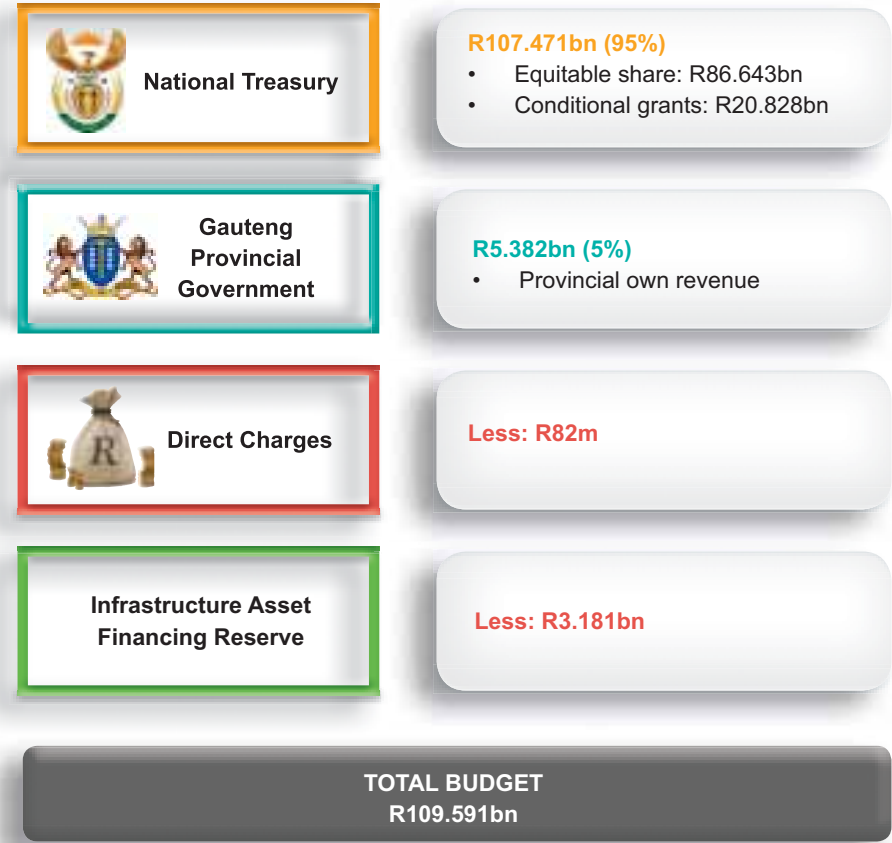 National Treasury
R107.471bn (95%)
• Equitable share: R86.643bn
• Conditional grants: R20.828bn
Gauteng
Provincial
Government
R5.382bn (5%)
• Provincial own revenue
R
Direct Charges
Less: R82m
Infrastructure Asset
Financing Reserve
Less: R3.181bn
TOTAL BUDGET
R109.591bn